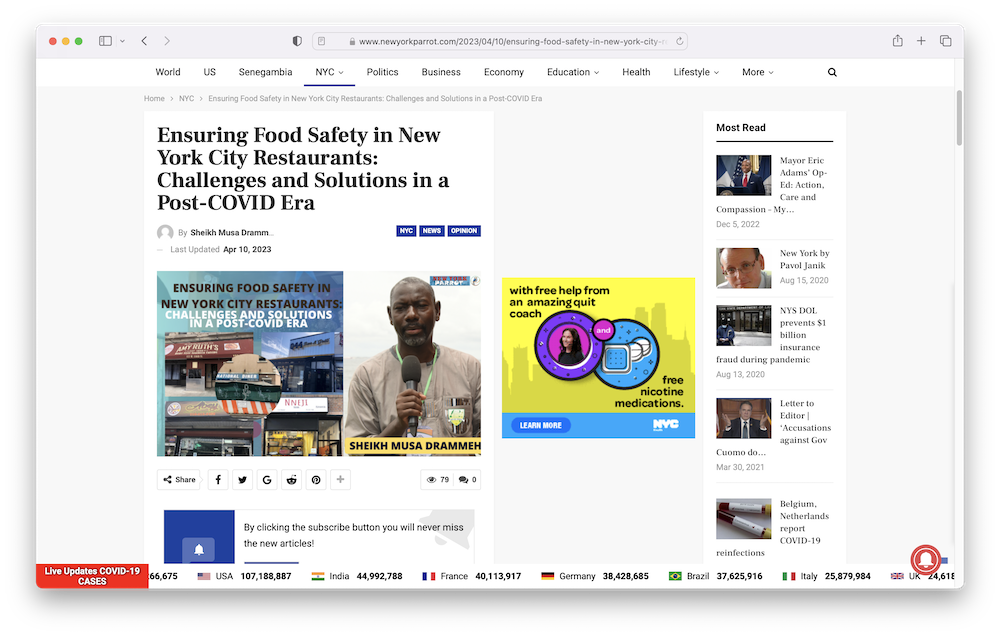 www.newyorkparrot.com/2023/04/10/ensuring-food-safety-in-new-york-city-r
World US Senegambia NYC Politics Business Economy Education Health Lifestyle More
Home > NYC > Ensuring Food Safety in New York City Restaurants: Challenges and Solutions in a Post-COVID Era
Ensuring Food Safety in New
York City Restaurants:
Challenges and Solutions in a
Post-COVID Era
By Sheikh Musa Dramm...
NYC NEWS OPINION
— Last Updated Apr 10, 2023
ENSURING FOOD SAFETY IN
NEW YORK CITY RESTAURANTS:
CHALLENGES AND SOLUTIONS
IN A POST-COVID ERA
NEW YORK
PARROT
AMY RUTH'S
NATIONAL DINER
NNEJI
SHEIKH MUSA DRAMMEH
Share
79
0
By clicking the subscribe button you will never miss
the new articles!
with free help from
an amazing quit
coach
and
free
nicotine
medications.
LEARN MORE
NYC
Most Read
Mayor Eric
Adams' Op-
Ed: Action,
Care and
Compassion – My...
Dec 5, 2022
New York by
Pavol Janik
Aug 15, 2020
NYS DOL
prevents $1
billion
insurance
fraud during pandemic
Aug 13, 2020
Letter to
Editor |
'Accusations
against Gov
Cuomo do...
Mar 30, 2021
Belgium,
Netherlands
report
COVID-19
reinfections
Live Updates COVID-19
CASES
66,675 USA 107,188,887 India 44,992,788 France 40,113,917 Germany 38,428,685 Brazil 37,625,916 Italy 25,879,984 UK 24,618